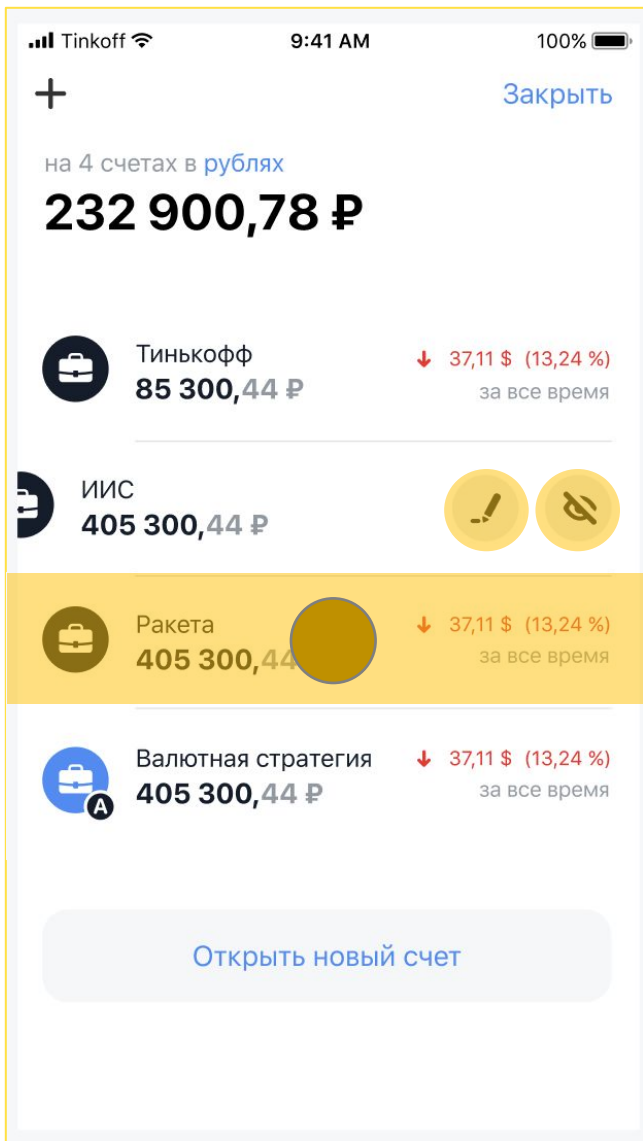 Tinkoff 9:41 AM 100%
+ Закрыть
на 4 счетах в рублях
232 900,78 ₽
Тинькофф ↓ 37,11 $ (13,24 %)
85 300,44 ₽ за все время
ИИС
405 300,44 ₽
Ракета ↓ 37,11 $ (13,24 %)
405 300,44 за все время
Валютная стратегия ↓ 37,11 $ (13,24 %)
405 300,44 ₽ за все время
A
Открыть новый счет